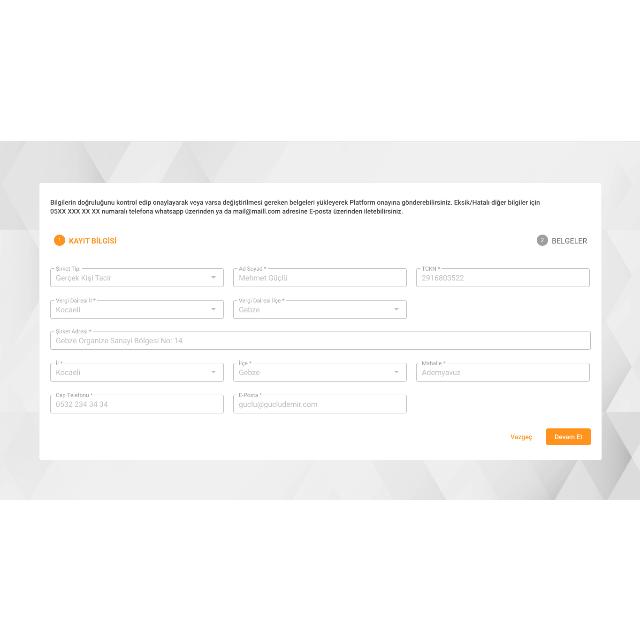 Bilgilerin doğruluğunu kontrol edip onaylayarak veya varsa değiştirilmesi gereken belgeleri yükleyerek Platform onayına gönderebilirsiniz. Eksik/Hatalı diğer bilgiler için
05XX XXX XX XX numaralı telefona whatsapp üzerinden ya da mail@maill.com adresine E-posta üzerinden iletebilirsiniz.
1 KAYIT BİLGİSİ
2 BELGELER
Şirket Tip.
Gerçek Kişi Tacir
Ad Soyad *
Mehmet Güçlü
TCKN *
2916803522
Vergi Dairesi İl *
Kocaeli
Vergi Dairesi İlçe *
Gebze
Şirket Adresi *
Gebze Organize Sanayi Bölgesi No: 14
İl *
Kocaeli
İlçe *
Gebze
Mahalle *
Ademyavuz
Cep Telefonu *
0532 234 34 34
E-Posta *
guclu@gucludemir.com
Vazgeç
Devam Et